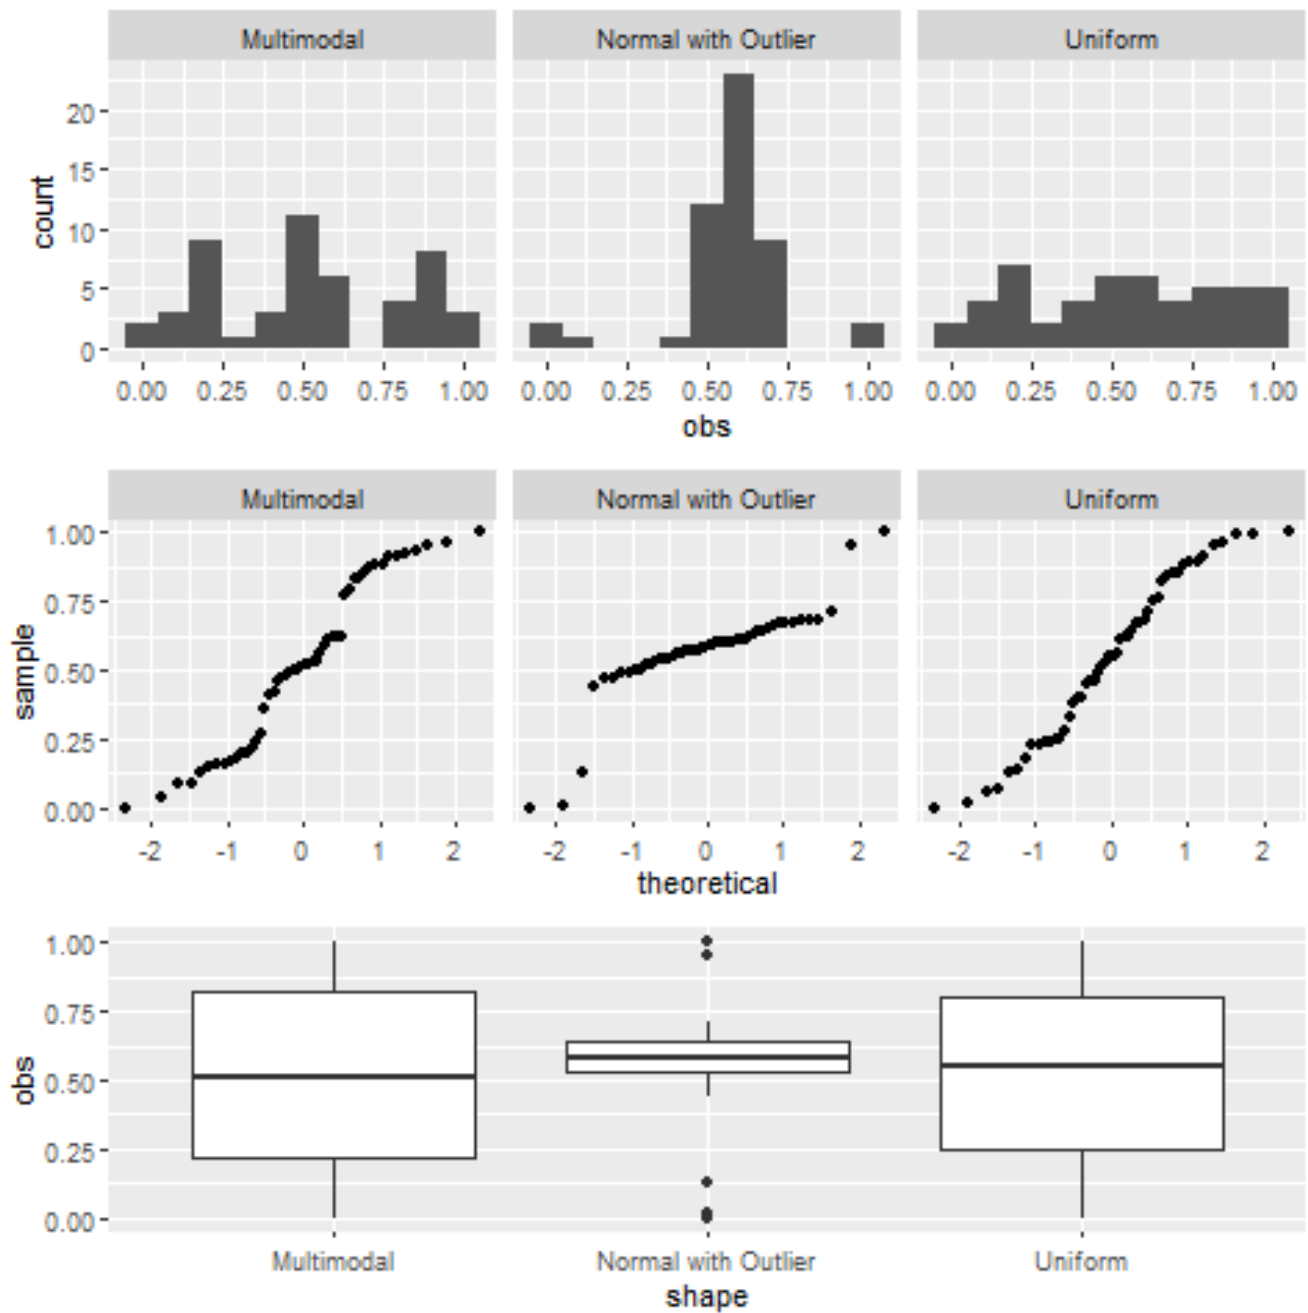 Multimodal Normal with Outlier Uniform
20
15
10
5
0
count
0.00 0.25 0.50 0.75 1.00 0.00 0.25 0.50 0.75 1.00 0.00 0.25 0.50 0.75 1.00
obs
Multimodal Normal with Outlier Uniform
1.00
0.75
0.50
0.25
0.00
sample
-2 -1 0 1 2 -2 -1 0 1 2 -2 -1 0 1 2
theoretical
1.00
0.75
0.50
0.25
0.00
obs
Multimodal Normal with Outlier Uniform
shape